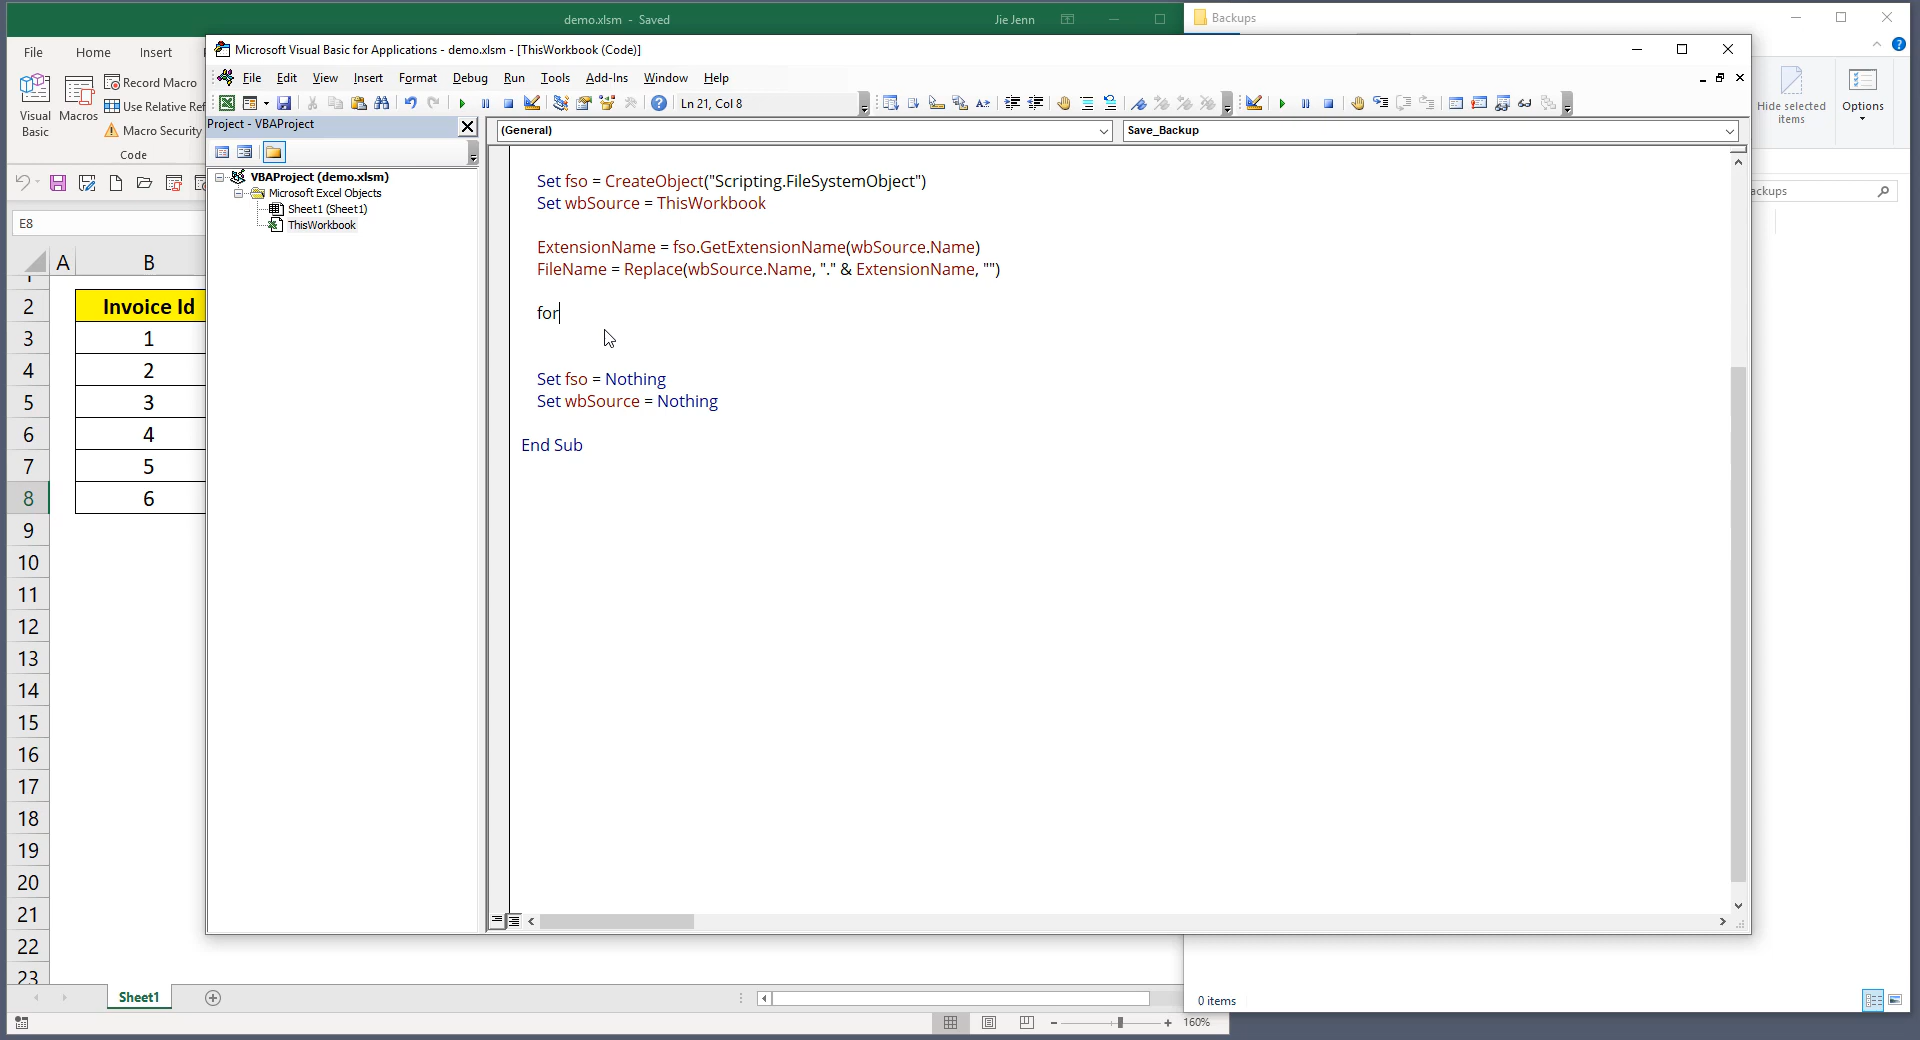 demo.xlsm - Saved
Jie Jenn
Backups
File Home Insert
Visual Basic
Macros
Record Macro
Use Relative Ref
Macro Security
Code
Hide selected items
Options
ackups
E8
A B
2 Invoice Id
3 1
4 2
5 3
6 4
7 5
8 6
9
10
11
12
13
14
15
16
17
18
19
20
21
22
23
Sheet1
160%
0 items
Microsoft Visual Basic for Applications - demo.xlsm - [ThisWorkbook (Code)]
File Edit View Insert Format Debug Run Tools Add-Ins Window Help
Ln 21, Col 8
Project - VBAProject
VBAProject (demo.xlsm)
Microsoft Excel Objects
Sheet1 (Sheet1)
ThisWorkbook
(General)
Save_Backup
Set fso = CreateObject("Scripting.FileSystemObject")
Set wbSource = ThisWorkbook
ExtensionName = fso.GetExtensionName(wbSource.Name)
FileName = Replace(wbSource.Name, "." & ExtensionName, "")
for
Set fso = Nothing
Set wbSource = Nothing
End Sub